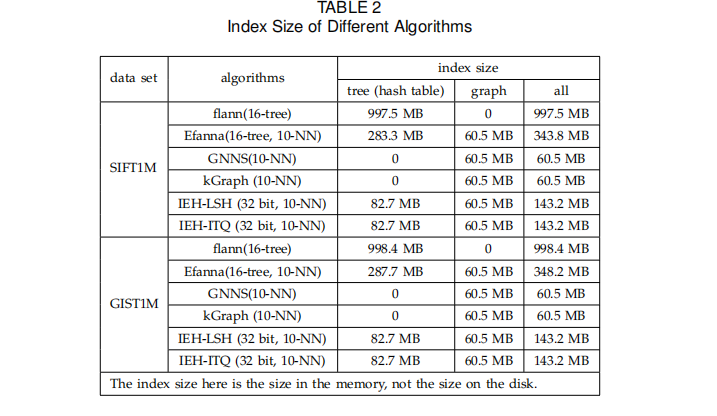 TABLE 2
Index Size of Different Algorithms
data set algorithms index size
tree (hash table) graph all
SIFT1M
flann(16-tree) 997.5 MB 0 997.5 MB
Efanna(16-tree, 10-NN) 283.3 MB 60.5 MB 343.8 MB
GNNS(10-NN) 0 60.5 MB 60.5 MB
kGraph (10-NN) 0 60.5 MB 60.5 MB
IEH-LSH (32 bit, 10-NN) 82.7 MB 60.5 MB 143.2 MB
IEH-ITQ (32 bit, 10-NN) 82.7 MB 60.5 MB 143.2 MB
GIST1M
flann(16-tree) 998.4 MB 0 998.4 MB
Efanna(16-tree, 10-NN) 287.7 MB 60.5 MB 348.2 MB
GNNS(10-NN) 0 60.5 MB 60.5 MB
kGraph (10-NN) 0 60.5 MB 60.5 MB
IEH-LSH (32 bit, 10-NN) 82.7 MB 60.5 MB 143.2 MB
IEH-ITQ (32 bit, 10-NN) 82.7 MB 60.5 MB 143.2 MB
The index size here is the size in the memory, not the size on the disk.